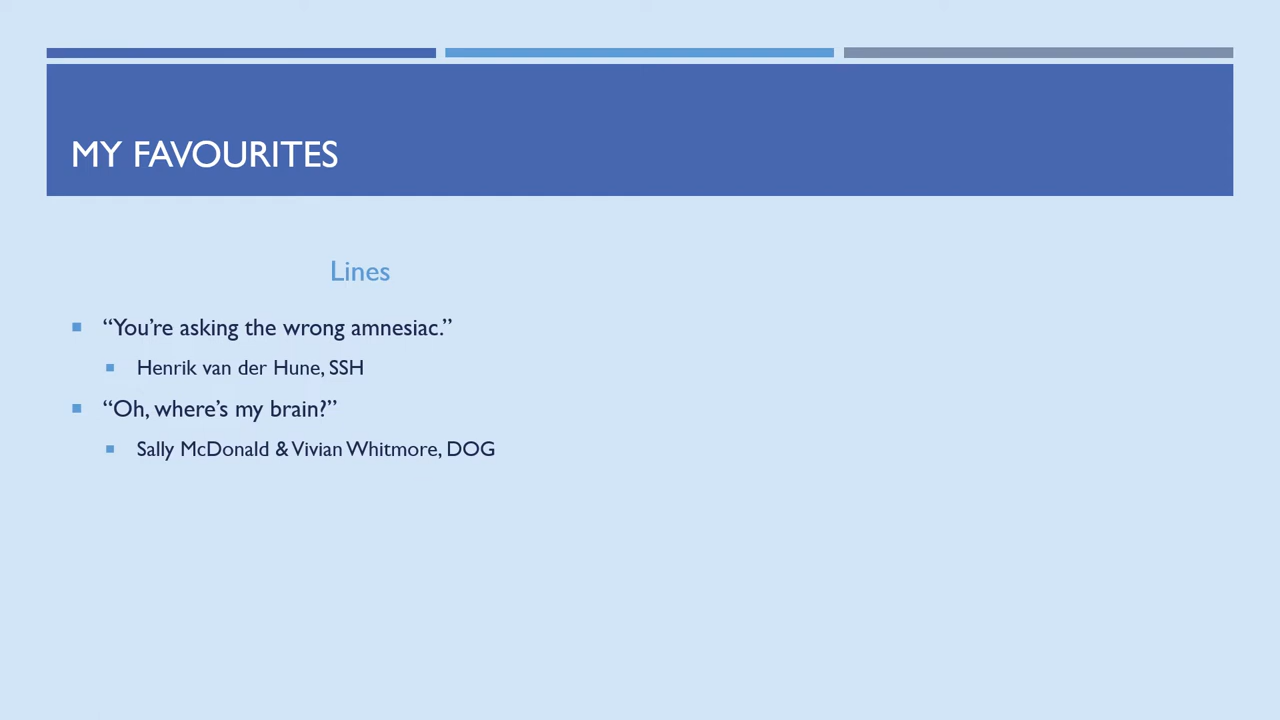 MY FAVOURITES
Lines
“You’re asking the wrong amnesiac.”
Henrik van der Hune, SSH
“Oh, where’s my brain?”
Sally McDonald & Vivian Whitmore, DOG